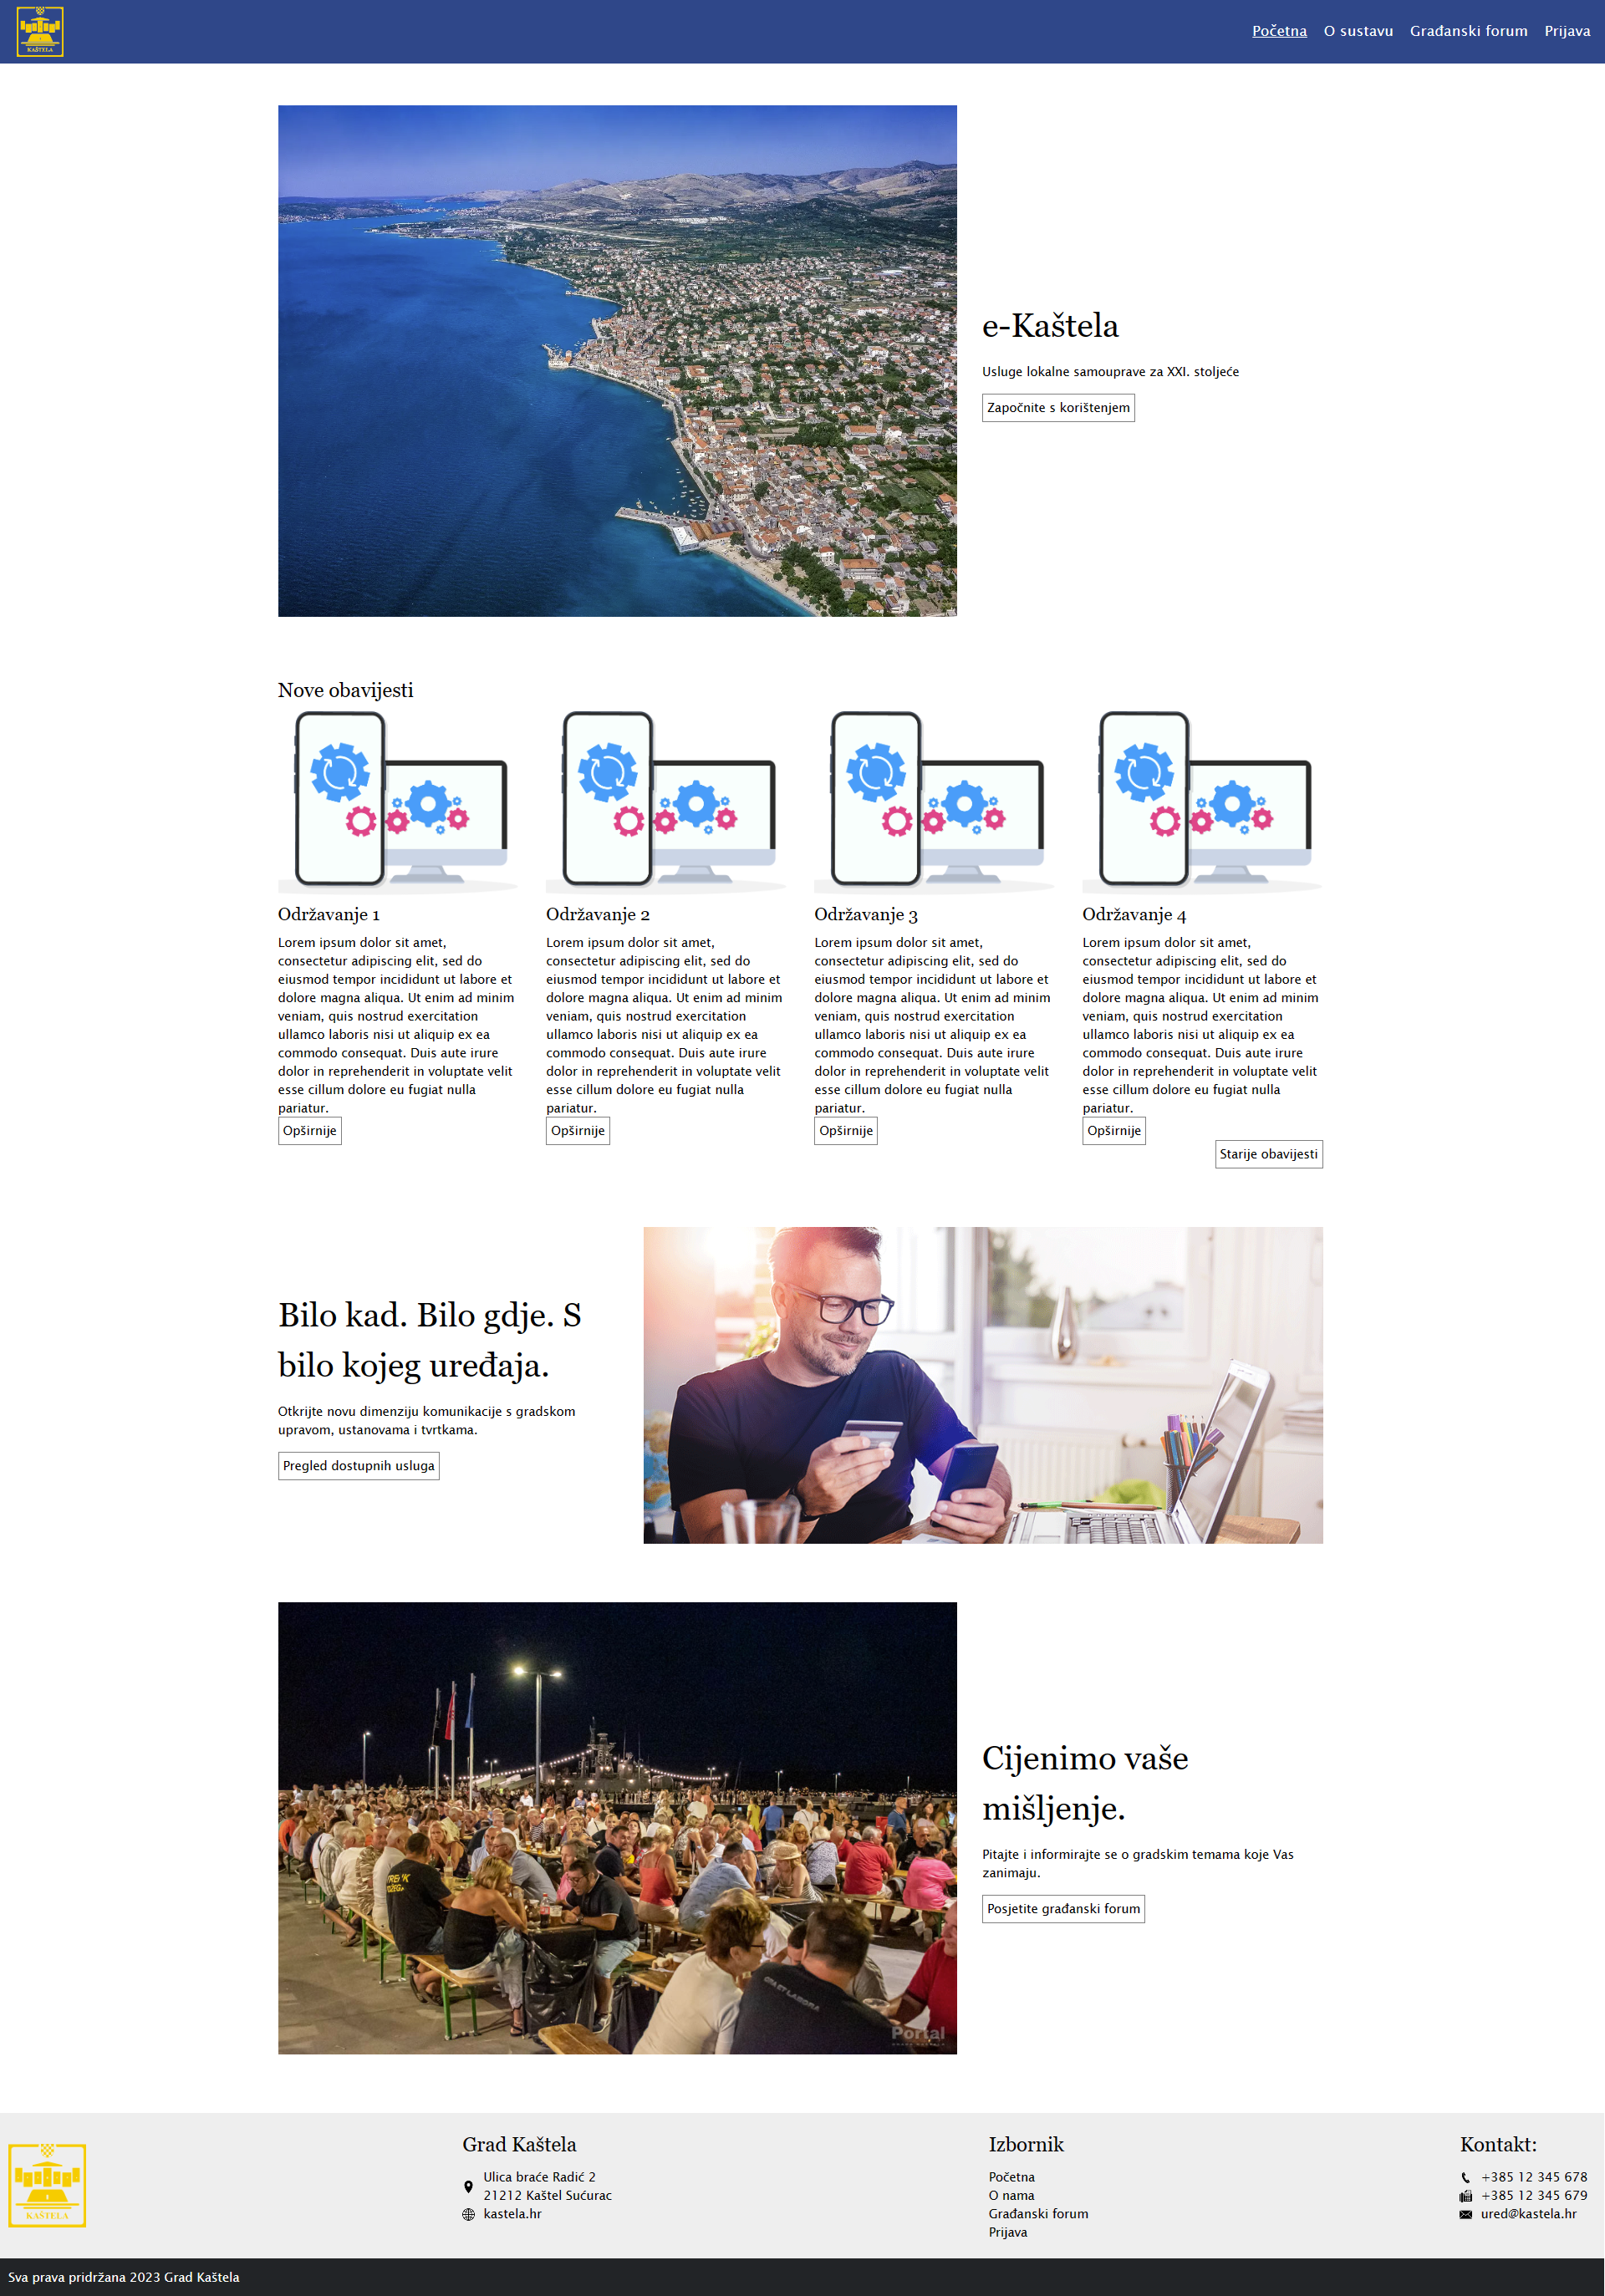 KAŠTELA
Početna
O sustavu
Građanski forum
Prijava
e-Kaštela
Usluge lokalne samouprave za XXI. stoljeće
Započnite s korištenjem
Nove obavijesti
Održavanje 1
Lorem ipsum dolor sit amet,
consectetur adipiscing elit, sed do
eiusmod tempor incididunt ut labore et
dolore magna aliqua. Ut enim ad minim
veniam, quis nostrud exercitation
ullamco laboris nisi ut aliquip ex ea
commodo consequat. Duis aute irure
dolor in reprehenderit in voluptate velit
esse cillum dolore eu fugiat nulla
pariatur.
Opširnije
Održavanje 2
Lorem ipsum dolor sit amet,
consectetur adipiscing elit, sed do
eiusmod tempor incididunt ut labore et
dolore magna aliqua. Ut enim ad minim
veniam, quis nostrud exercitation
ullamco laboris nisi ut aliquip ex ea
commodo consequat. Duis aute irure
dolor in reprehenderit in voluptate velit
esse cillum dolore eu fugiat nulla
pariatur.
Opširnije
Održavanje 3
Lorem ipsum dolor sit amet,
consectetur adipiscing elit, sed do
eiusmod tempor incididunt ut labore et
dolore magna aliqua. Ut enim ad minim
veniam, quis nostrud exercitation
ullamco laboris nisi ut aliquip ex ea
commodo consequat. Duis aute irure
dolor in reprehenderit in voluptate velit
esse cillum dolore eu fugiat nulla
pariatur.
Opširnije
Održavanje 4
Lorem ipsum dolor sit amet,
consectetur adipiscing elit, sed do
eiusmod tempor incididunt ut labore et
dolore magna aliqua. Ut enim ad minim
veniam, quis nostrud exercitation
ullamco laboris nisi ut aliquip ex ea
commodo consequat. Duis aute irure
dolor in reprehenderit in voluptate velit
esse cillum dolore eu fugiat nulla
pariatur.
Opširnije
Starije obavijesti
Bilo kad. Bilo gdje. S
bilo kojeg uređaja.
Otkrijte novu dimenziju komunikacije s gradskom
upravom, ustanovama i tvrtkama.
Pregled dostupnih usluga
Portal
Cijenimo vaše
mišljenje.
Pitajte i informirajte se o gradskim temama koje Vas
zanimaju.
Posjetite građanski forum
KAŠTELA
Grad Kaštela
Ulica braće Radić 2
21212 Kaštel Sućurac
kastela.hr
Izbornik
Početna
O nama
Građanski forum
Prijava
Kontakt:
+385 12 345 678
+385 12 345 679
ured@kastela.hr
Sva prava pridržana 2023 Grad Kaštela